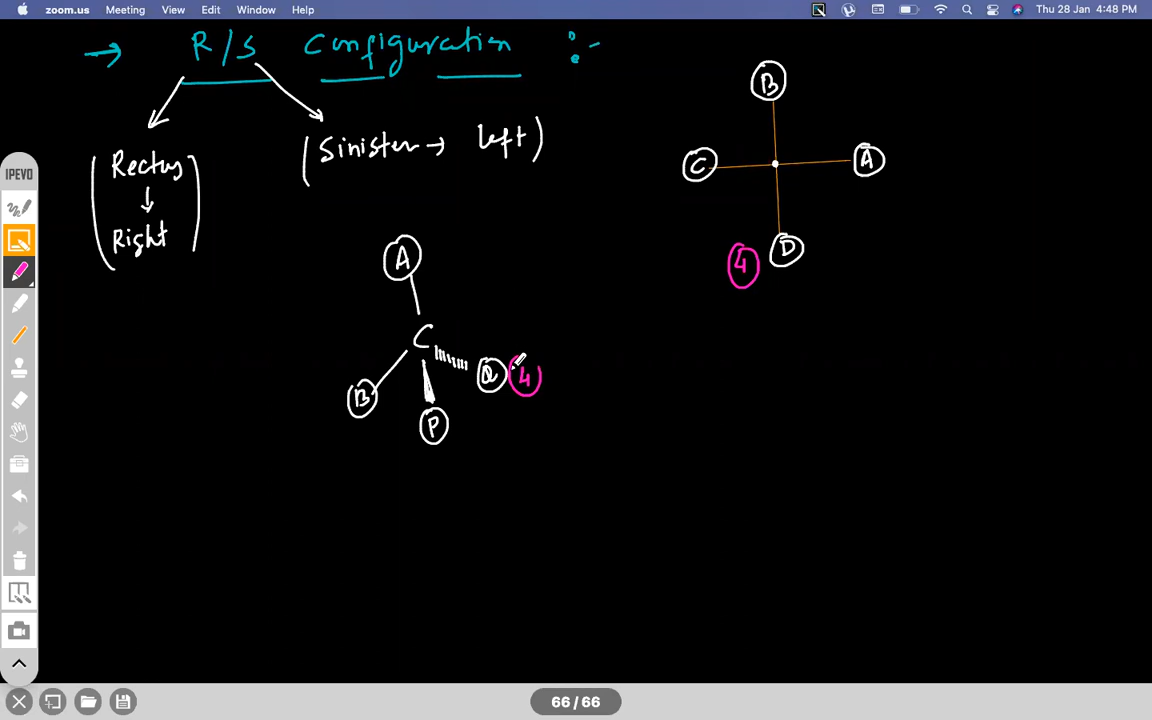 zoom.us Meeting View Edit Window Help Thu 28 Jan 4:48 PM
→ R/S Configuration :-
(Rectus ↓ Right)
(Sinister → left)
B
C A
D
4
IPEVO
A
C
B Q 4
P
66 / 66